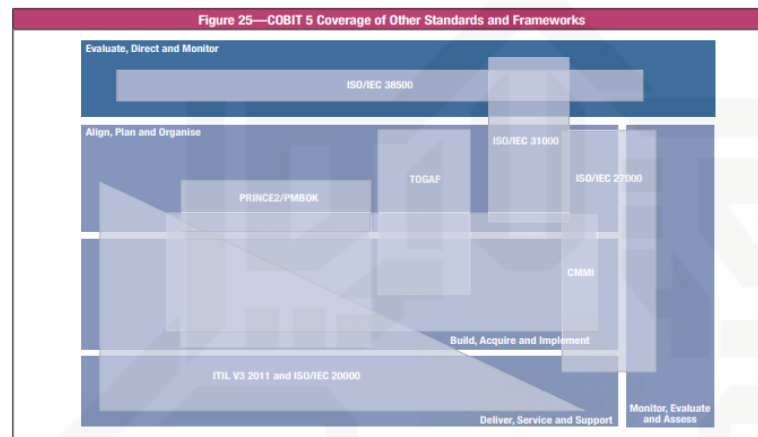 Figure 25—COBIT 5 Coverage of Other Standards and Frameworks
Evaluate, Direct and Monitor
ISO/IEC 38500
Align, Plan and Organise
ISO/IEC 31000
TOGAF
ISO/IEC 27000
PRINCE2/PMBOK
CMMI
Build, Acquire and Implement
ITIL V3 2011 and ISO/IEC 20000
Deliver, Service and Support
Monitor, Evaluate
and Assess